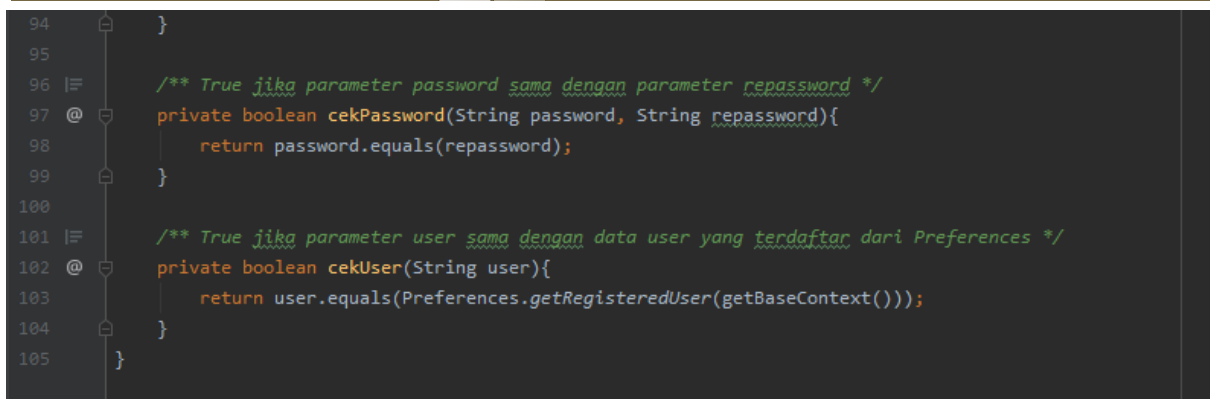 94 }
95
96 /** True jika parameter password sama dengan parameter repassword */
97 @ private boolean cekPassword(String password, String repassword){
98 return password.equals(repassword);
99 }
100
101 /** True jika parameter user sama dengan data user yang terdaftar dari Preferences */
102 @ private boolean cekUser(String user){
103 return user.equals(Preferences.getRegisteredUser(getBaseContext()));
104 }
105 }